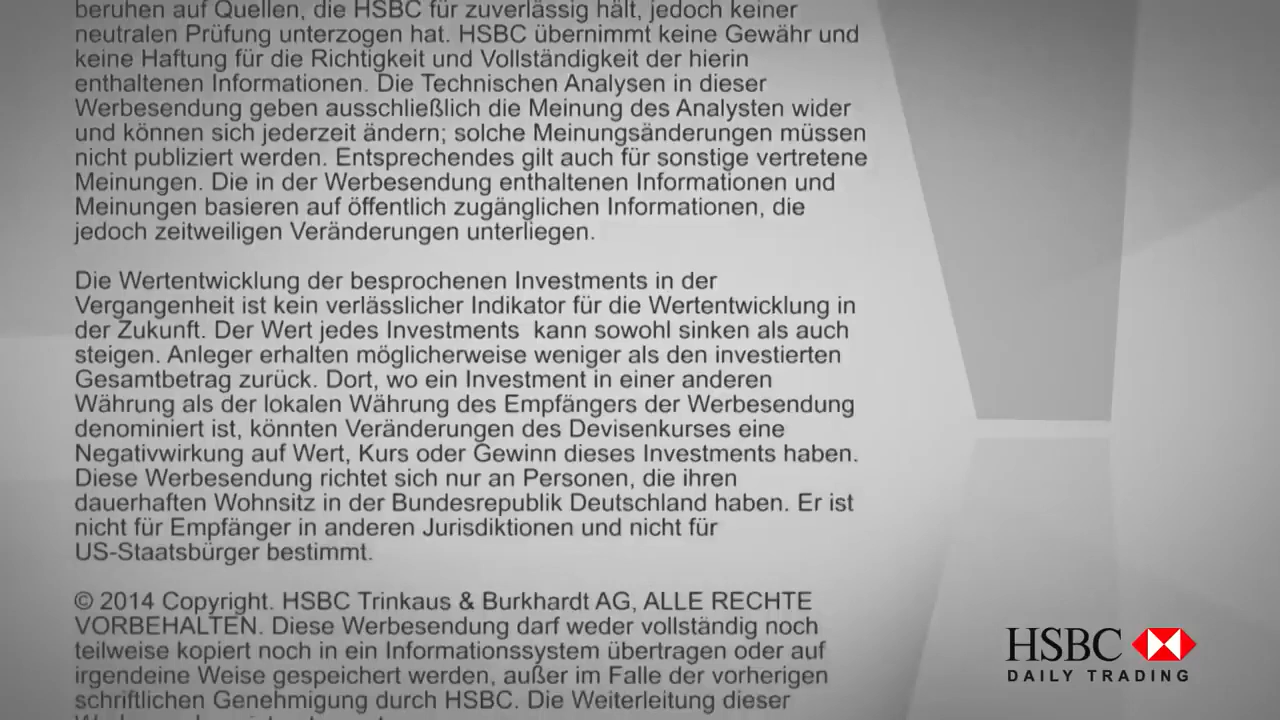 beruhen auf Quellen, die HSBC für zuverlässig hält, jedoch keiner
neutralen Prüfung unterzogen hat. HSBC übernimmt keine Gewähr und
keine Haftung für die Richtigkeit und Vollständigkeit der hierin
enthaltenen Informationen. Die Technischen Analysen in dieser
Werbesendung geben ausschließlich die Meinung des Analysten wider
und können sich jederzeit ändern; solche Meinungsänderungen müssen
nicht publiziert werden. Entsprechendes gilt auch für sonstige vertretene
Meinungen. Die in der Werbesendung enthaltenen Informationen und
Meinungen basieren auf öffentlich zugänglichen Informationen, die
jedoch zeitweiligen Veränderungen unterliegen.
Die Wertentwicklung der besprochenen Investments in der
Vergangenheit ist kein verlässlicher Indikator für die Wertentwicklung in
der Zukunft. Der Wert jedes Investments  kann sowohl sinken als auch
steigen. Anleger erhalten möglicherweise weniger als den investierten
Gesamtbetrag zurück. Dort, wo ein Investment in einer anderen
Währung als der lokalen Währung des Empfängers der Werbesendung
denominiert ist, könnten Veränderungen des Devisenkurses eine
Negativwirkung auf Wert, Kurs oder Gewinn dieses Investments haben.
Diese Werbesendung richtet sich nur an Personen, die ihren
dauerhaften Wohnsitz in der Bundesrepublik Deutschland haben. Er ist
nicht für Empfänger in anderen Jurisdiktionen und nicht für
US-Staatsbürger bestimmt.
© 2014 Copyright. HSBC Trinkaus & Burkhardt AG, ALLE RECHTE
VORBEHALTEN. Diese Werbesendung darf weder vollständig noch
teilweise kopiert noch in ein Informationssystem übertragen oder auf
irgendeine Weise gespeichert werden, außer im Falle der vorherigen
schriftlichen Genehmigung durch HSBC. Die Weiterleitung dieser
HSBC
DAILY TRADING